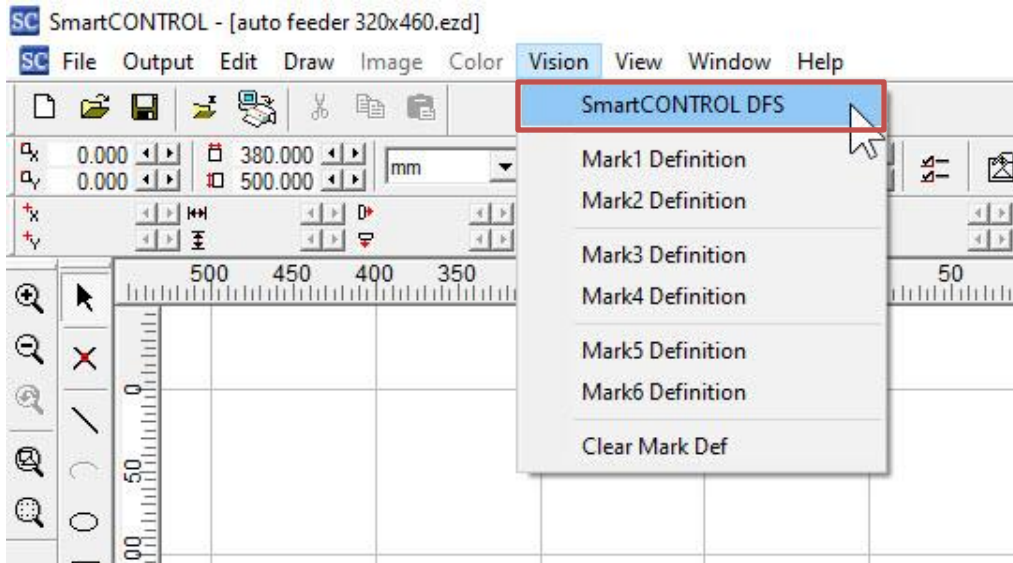 SC SmartCONTROL - [auto feeder 320x460.ezd]
SC File Output Edit Draw Image Color Vision View Window Help
SmartCONTROL DFS
X 0.000 380.000 mm
Y 0.000 500.000
Mark1 Definition
Mark2 Definition
X
Y
Mark3 Definition
500 450 400 350 50
Mark4 Definition
Mark5 Definition
0
Mark6 Definition
Clear Mark Def
50
00